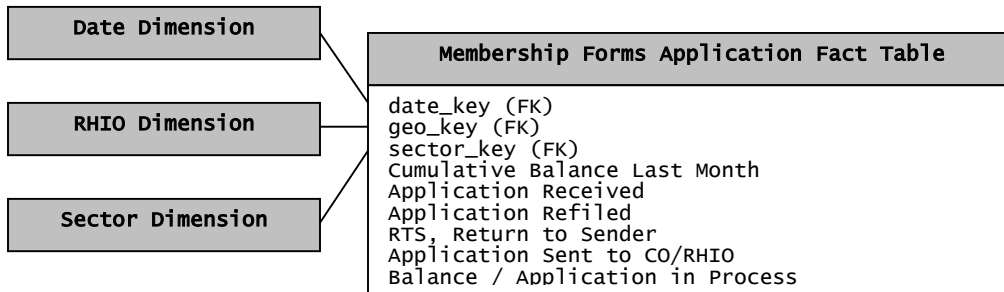 Date Dimension
RHIO Dimension
Sector Dimension
Membership Forms Application Fact Table
date_key (FK)
geo_key (FK)
sector_key (FK)
Cumulative Balance Last Month
Application Received
Application Refiled
RTS, Return to Sender
Application Sent to CO/RHIO
Balance / Application in Process